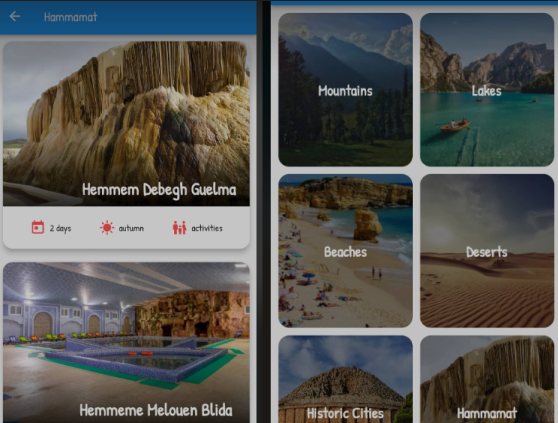 Hammamat
Hemmem Debegh Guelma
2 days
autumn
activities
Hemmeme Melouen Blida
Mountains
Lakes
Beaches
Deserts
Historic Cities
Hammamat